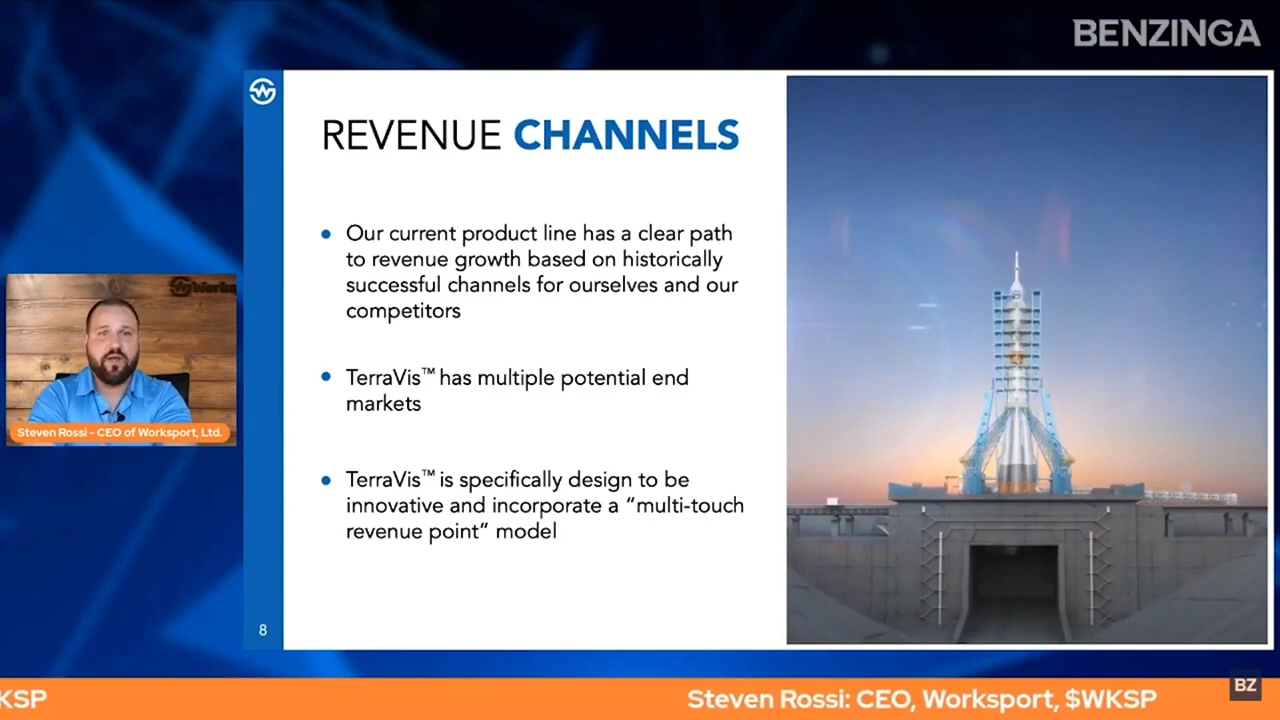 BENZINGA
REVENUE CHANNELS
• Our current product line has a clear path
to revenue growth based on historically
successful channels for ourselves and our
competitors
• TerraVis™ has multiple potential end
markets
• TerraVis™ is specifically design to be
innovative and incorporate a “multi-touch
revenue point” model
8
Steven Rossi - CEO of Worksport, Ltd.
KSP
Steven Rossi: CEO, Worksport, $WKSP
BZ